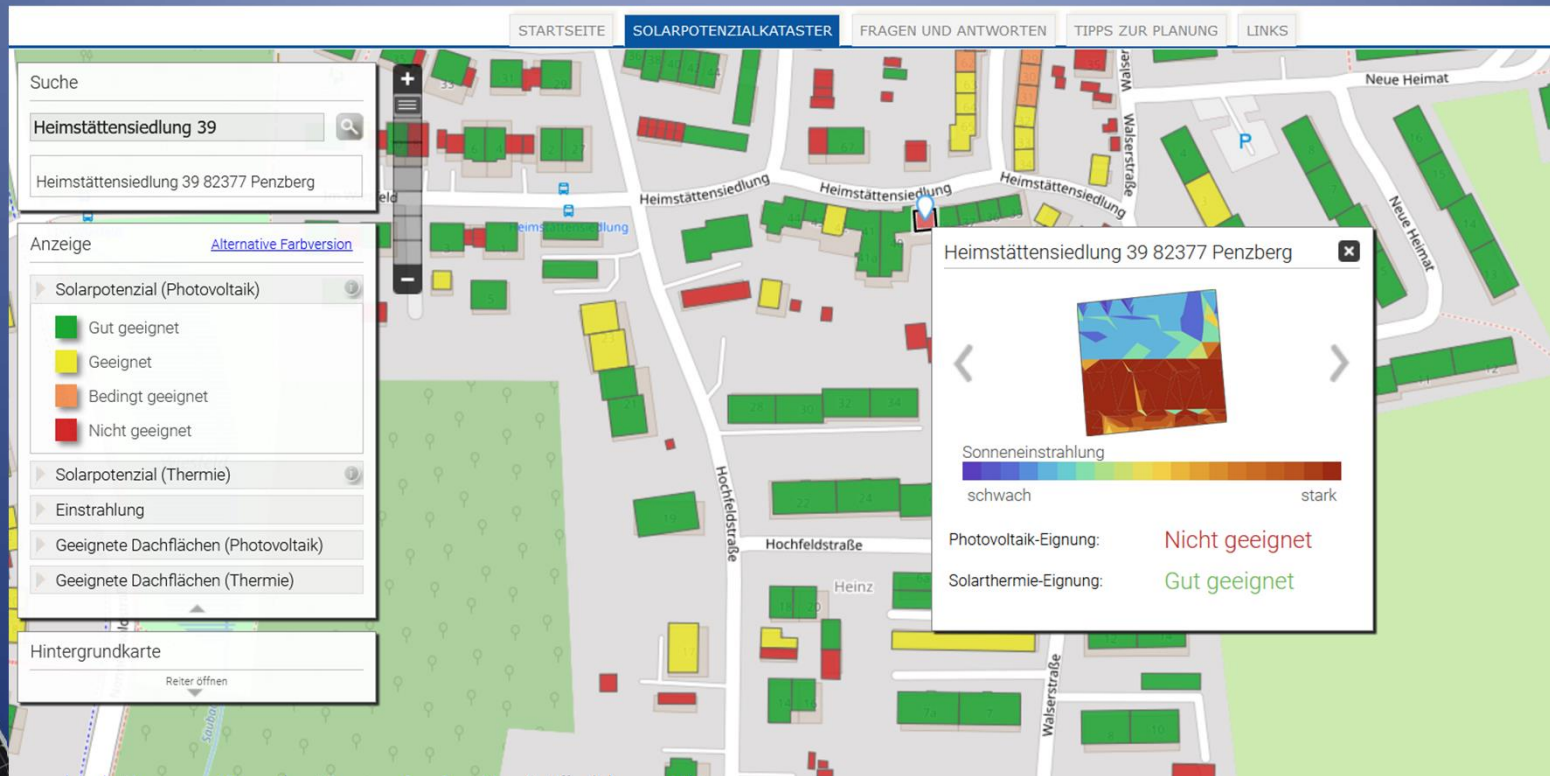 STARTSEITE
SOLARPOTENZIALKATASTER
FRAGEN UND ANTWORTEN
TIPPS ZUR PLANUNG
LINKS
Suche
Heimstättensiedlung 39
Heimstättensiedlung 39 82377 Penzberg
Anzeige
Alternative Farbversion
Solarpotenzial (Photovoltaik)
Gut geeignet
Geeignet
Bedingt geeignet
Nicht geeignet
Solarpotenzial (Thermie)
Einstrahlung
Geeignete Dachflächen (Photovoltaik)
Geeignete Dachflächen (Thermie)
Hintergrundkarte
Reiter öffnen
+
−
Heimstättensiedlung
Heimstättensiedlung
Heimstättensiedlung
Heimstättensiedlung
Walserstraße
Neue Heimat
Neue Heimat
P
Hochfeldstraße
Hochfeldstraße
Heinz
Walserstraße
Heimstättensiedlung 39 82377 Penzberg
Sonneneinstrahlung
schwach
stark
Photovoltaik-Eignung:
Nicht geeignet
Solarthermie-Eignung:
Gut geeignet